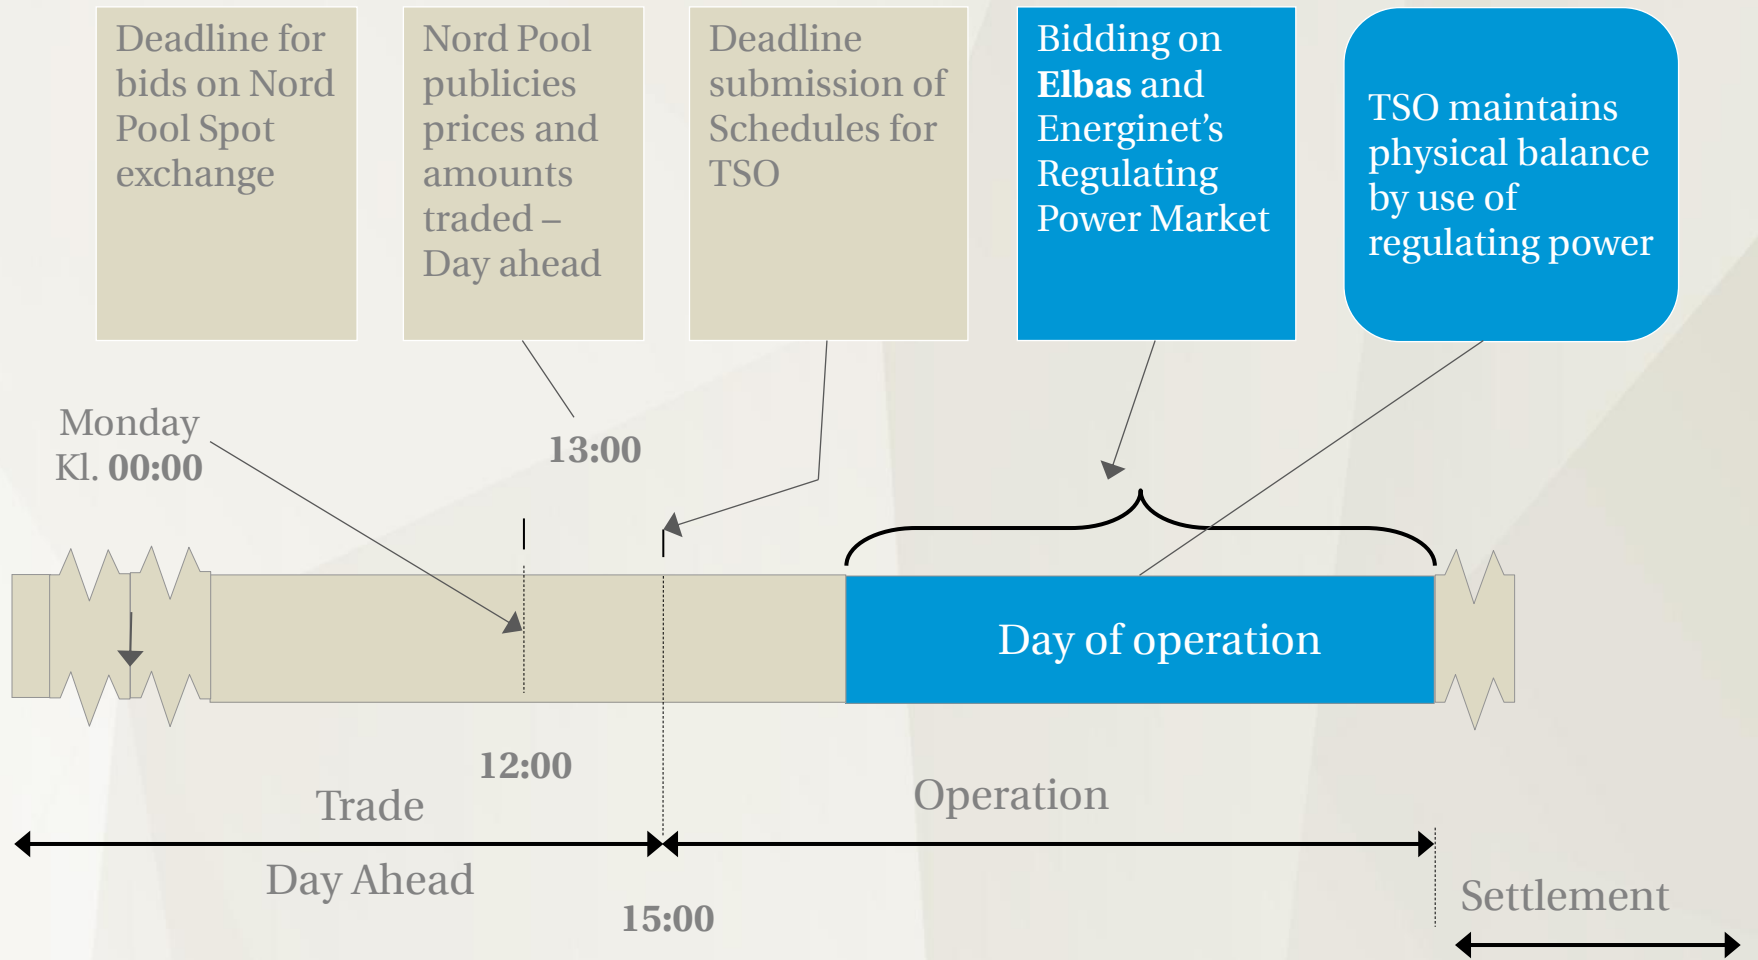 Deadline for
bids on Nord
Pool Spot
exchange
Nord Pool
publicies
prices and
amounts
traded –
Day ahead
Deadline
submission of
Schedules for
TSO
Bidding on
Elbas and
Energinet’s
Regulating
Power Market
TSO maintains
physical balance
by use of
regulating power
Monday
Kl. 00:00
13:00
Day of operation
12:00
Trade
Operation
Day Ahead
15:00
Settlement